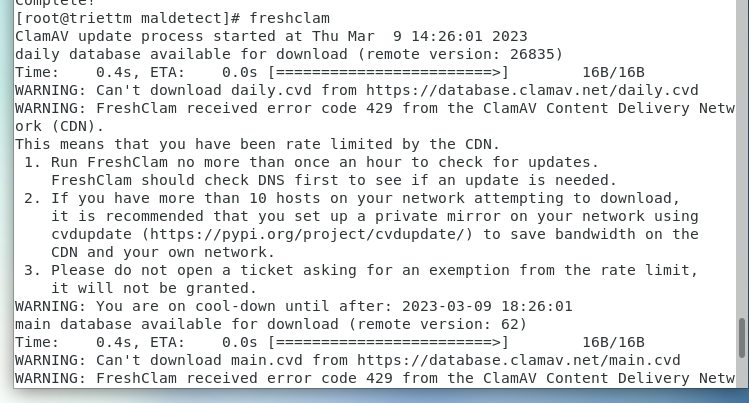 Complete!
[root@triettm maldetect]# freshclam
ClamAV update process started at Thu Mar  9 14:26:01 2023
daily database available for download (remote version: 26835)
Time:    0.4s, ETA:    0.0s [========================>]        16B/16B
WARNING: Can't download daily.cvd from https://database.clamav.net/daily.cvd
WARNING: FreshClam received error code 429 from the ClamAV Content Delivery Netw
ork (CDN).
This means that you have been rate limited by the CDN.
 1. Run FreshClam no more than once an hour to check for updates.
    FreshClam should check DNS first to see if an update is needed.
 2. If you have more than 10 hosts on your network attempting to download,
    it is recommended that you set up a private mirror on your network using
    cvdupdate (https://pypi.org/project/cvdupdate/) to save bandwidth on the
    CDN and your own network.
 3. Please do not open a ticket asking for an exemption from the rate limit,
    it will not be granted.
WARNING: You are on cool-down until after: 2023-03-09 18:26:01
main database available for download (remote version: 62)
Time:    0.4s, ETA:    0.0s [========================>]        16B/16B
WARNING: Can't download main.cvd from https://database.clamav.net/main.cvd
WARNING: FreshClam received error code 429 from the ClamAV Content Delivery Netw